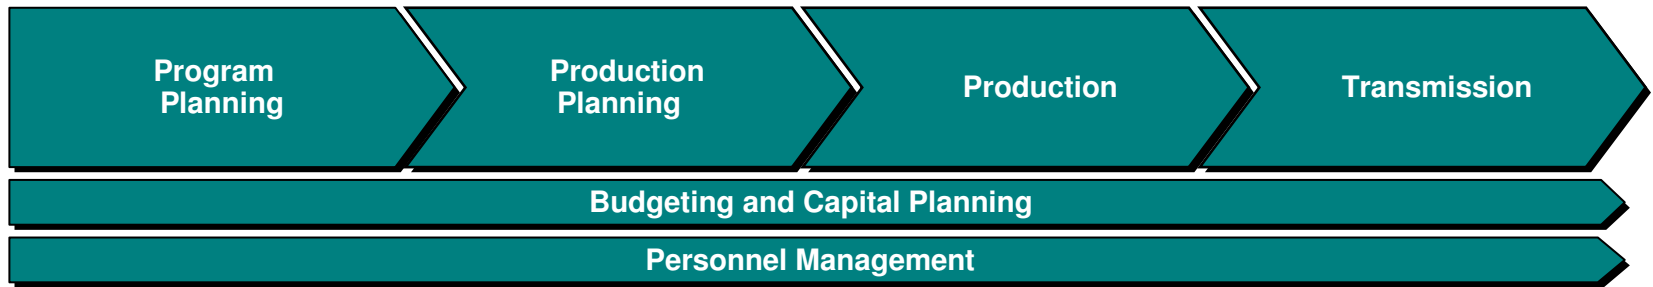 Program
Planning
Production
Planning
Production
Transmission
Budgeting and Capital Planning
Personnel Management